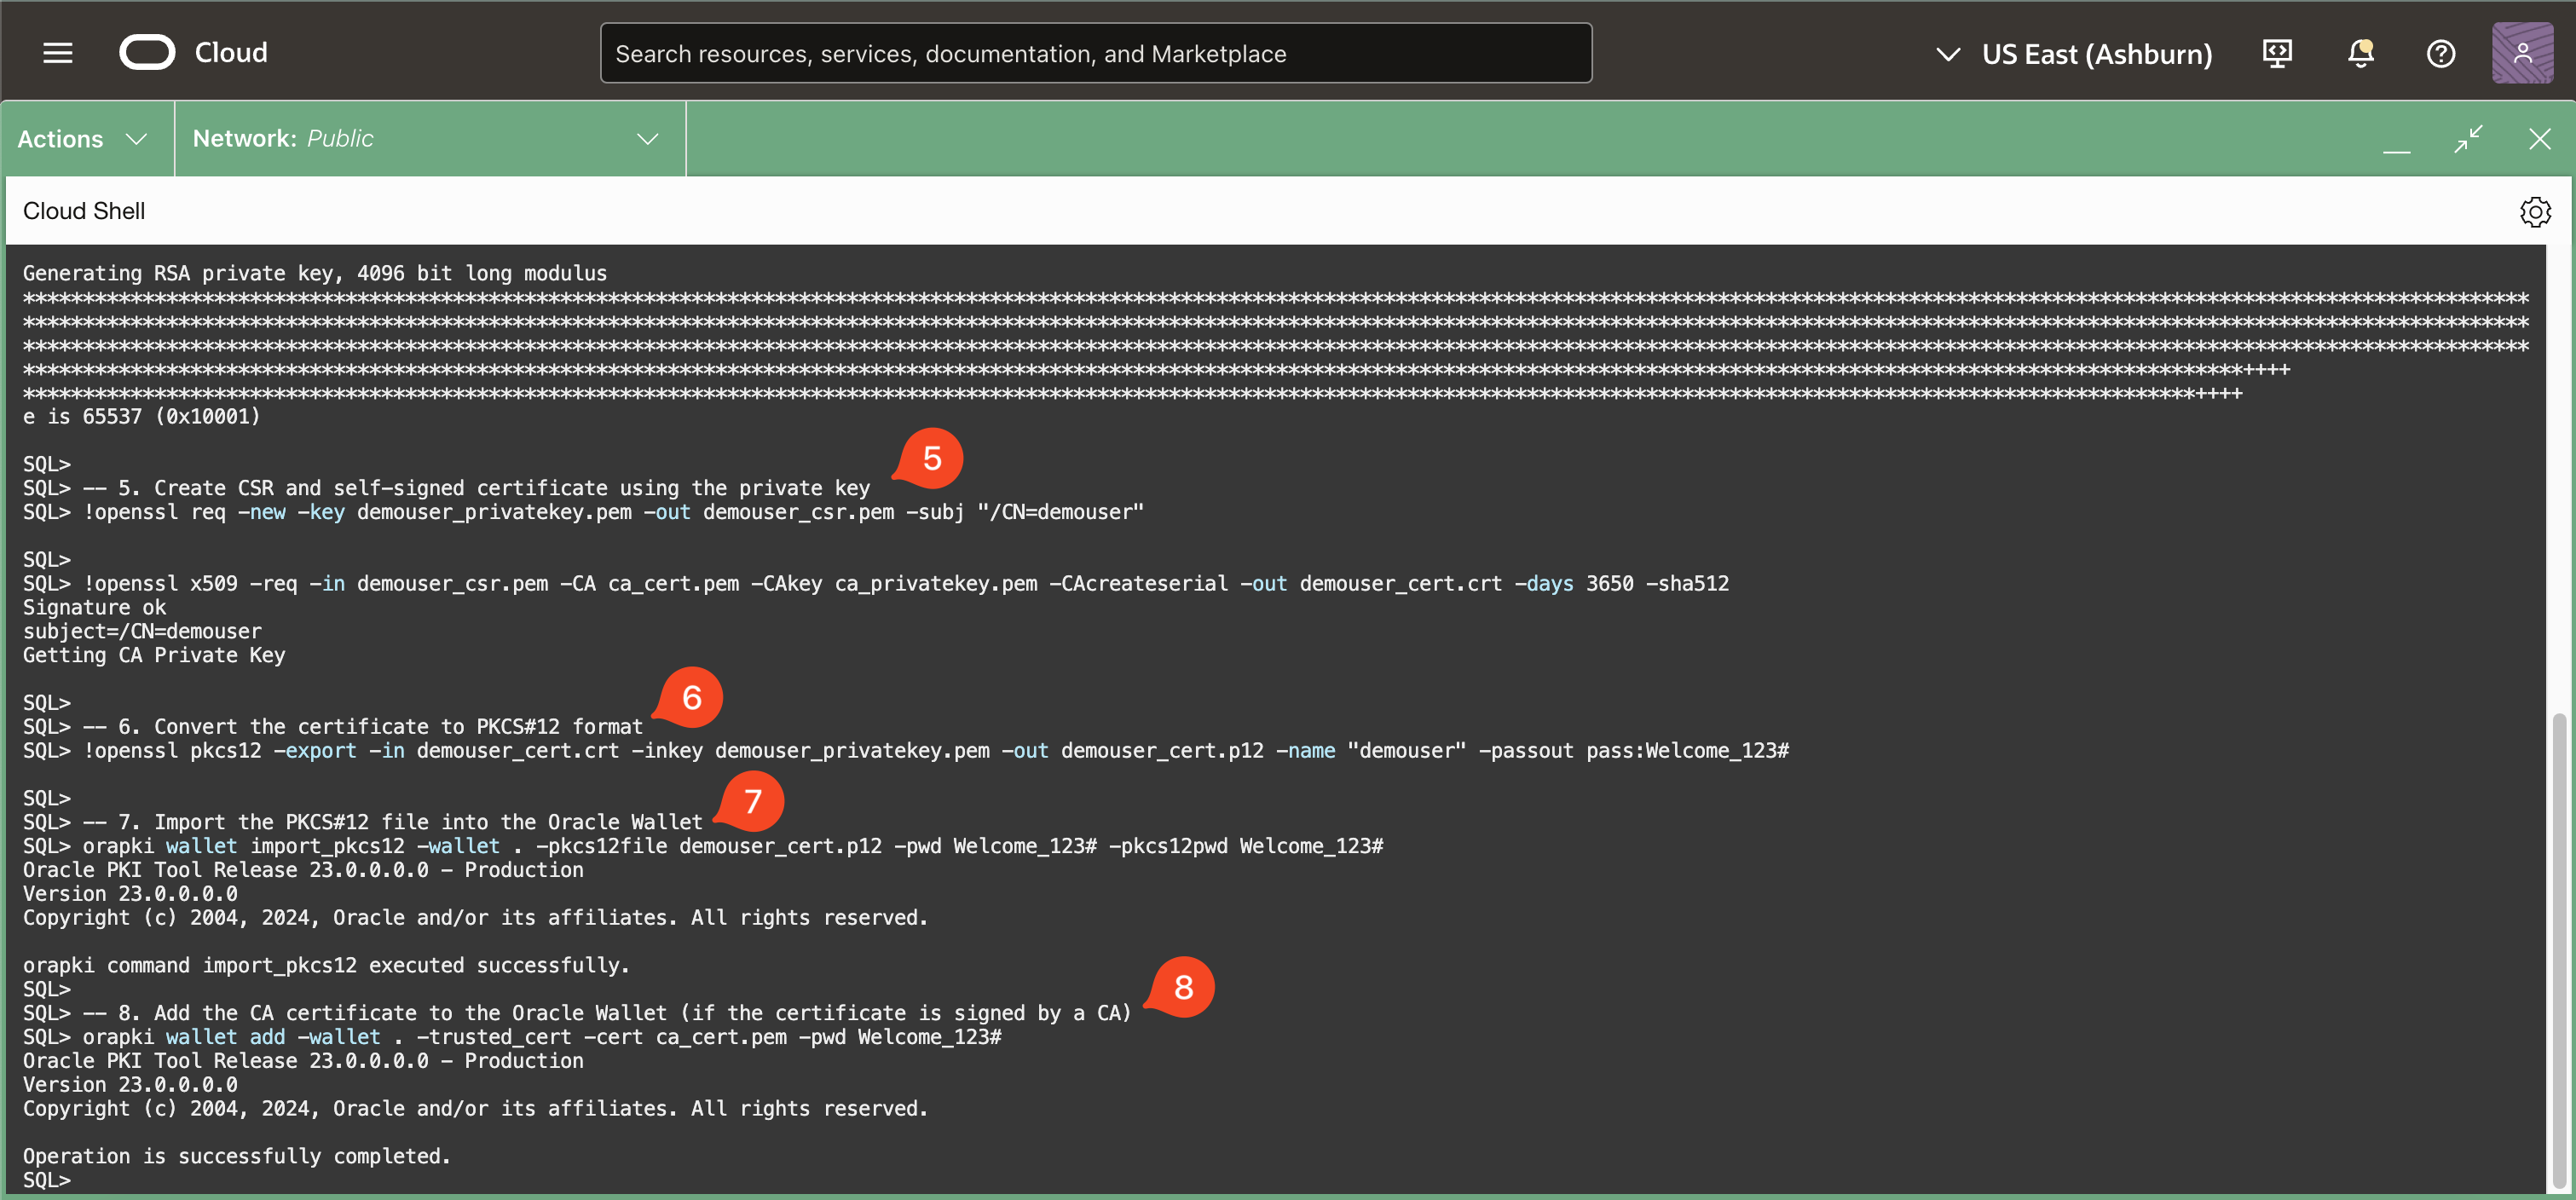 Cloud
Search resources, services, documentation, and Marketplace
US East (Ashburn)
Actions
Network: Public
Cloud Shell
Generating RSA private key, 4096 bit long modulus
++++
++++
e is 65537 (0x10001)
SQL>
5
SQL> -- 5. Create CSR and self-signed certificate using the private key
SQL> !openssl req -new -key demouser_privatekey.pem -out demouser_csr.pem -subj "/CN=demouser"
SQL>
SQL> !openssl x509 -req -in demouser_csr.pem -CA ca_cert.pem -CAkey ca_privatekey.pem -CAcreateserial -out demouser_cert.crt -days 3650 -sha512
Signature ok
subject=/CN=demouser
Getting CA Private Key
SQL>
6
SQL> -- 6. Convert the certificate to PKCS#12 format
SQL> !openssl pkcs12 -export -in demouser_cert.crt -inkey demouser_privatekey.pem -out demouser_cert.p12 -name "demouser" -passout pass:Welcome_123#
SQL>
7
SQL> -- 7. Import the PKCS#12 file into the Oracle Wallet
SQL> orapki wallet import_pkcs12 -wallet . -pkcs12file demouser_cert.p12 -pwd Welcome_123# -pkcs12pwd Welcome_123#
Oracle PKI Tool Release 23.0.0.0.0 - Production
Version 23.0.0.0.0
Copyright (c) 2004, 2024, Oracle and/or its affiliates. All rights reserved.
orapki command import_pkcs12 executed successfully.
SQL>
8
SQL> -- 8. Add the CA certificate to the Oracle Wallet (if the certificate is signed by a CA)
SQL> orapki wallet add -wallet . -trusted_cert -cert ca_cert.pem -pwd Welcome_123#
Oracle PKI Tool Release 23.0.0.0.0 - Production
Version 23.0.0.0.0
Copyright (c) 2004, 2024, Oracle and/or its affiliates. All rights reserved.
Operation is successfully completed.
SQL>